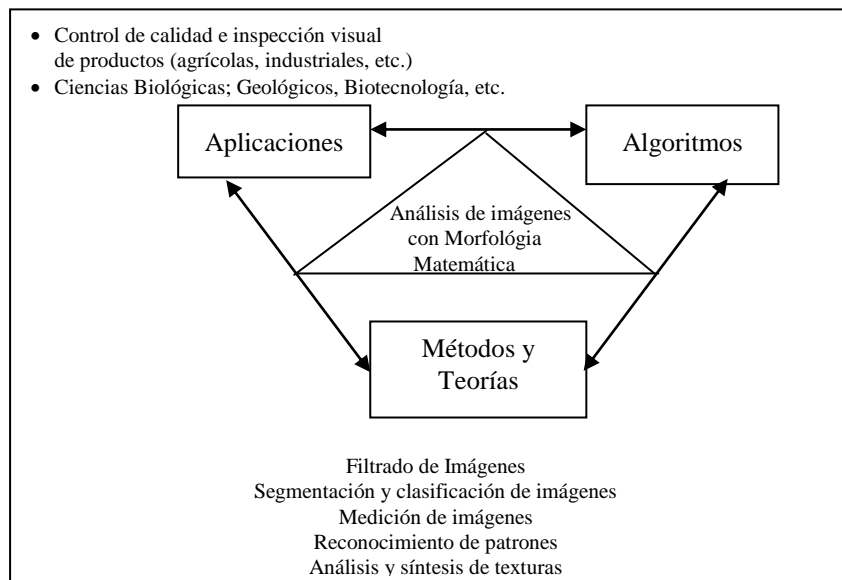 • Control de calidad e inspección visual
de productos (agrícolas, industriales, etc.)
• Ciencias Biológicas; Geológicos, Biotecnología, etc.
Aplicaciones
Algoritmos
Análisis de imágenes
con Morfológia
Matemática
Métodos y
Teorías
Filtrado de Imágenes
Segmentación y clasificación de imágenes
Medición de imágenes
Reconocimiento de patrones
Análisis y síntesis de texturas